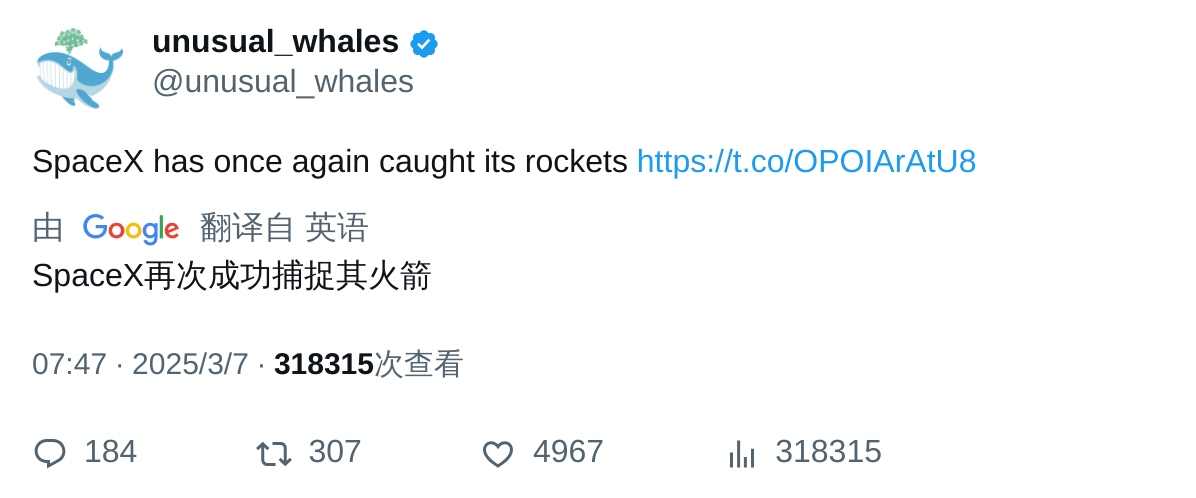 unusual_whales
@unusual_whales
SpaceX has once again caught its rockets https://t.co/OPOIArAtU8
由 Google 翻译自 英语
SpaceX再次成功捕捉其火箭
07:47 · 2025/3/7 · 318315次查看
184 307 4967 318315